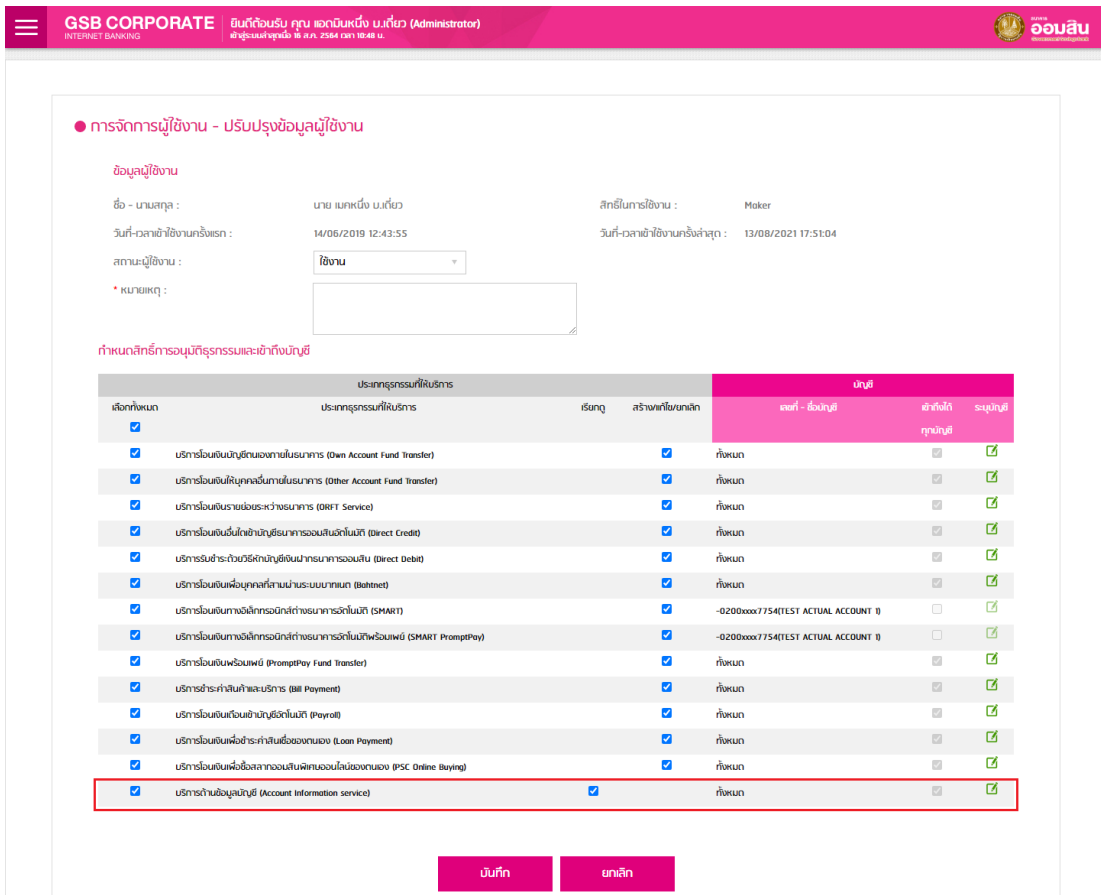 GSB CORPORATE
INTERNET BANKING
ยินดีต้อนรับ คุณ แอดมินหนึ่ง บ.เดี่ยว (Administrator)
เข้าสู่ระบบล่าสุดเมื่อ 16 ส.ค. 2564 เวลา 10:48 น.
ธนาคาร
ออมสิน
การจัดการผู้ใช้งาน - ปรับปรุงข้อมูลผู้ใช้งาน
ข้อมูลผู้ใช้งาน
ชื่อ - นามสกุล : นาย เมคหนึ่ง บ.เดี่ยว สิทธิ์ในการใช้งาน : Maker
วันที่-เวลาเข้าใช้งานครั้งแรก : 14/06/2019 12:43:55 วันที่-เวลาเข้าใช้งานครั้งล่าสุด : 13/08/2021 17:51:04
สถานะผู้ใช้งาน : ใช้งาน
* หมายเหตุ :
กำหนดสิทธิ์การอนุมัติธุรกรรมและเข้าถึงบัญชี
ประเภทธุรกรรมที่ให้บริการ บัญชี
เลือกทั้งหมด ประเภทธุรกรรมที่ให้บริการ เรียกดู สร้าง/แก้ไข/ยกเลิก เลขที่ - ชื่อบัญชี เข้าถึงได้ทุกบัญชี ระบุบัญชี
บริการโอนเงินบัญชีตนเองภายในธนาคาร (Own Account Fund Transfer) ทั้งหมด
บริการโอนเงินให้บุคคลอื่นภายในธนาคาร (Other Account Fund Transfer) ทั้งหมด
บริการโอนเงินรายย่อยระหว่างธนาคาร (ORFT Service) ทั้งหมด
บริการโอนเงินอื่นใดเข้าบัญชีธนาคารออมสินอัตโนมัติ (Direct Credit) ทั้งหมด
บริการรับชำระด้วยวิธีหักบัญชีเงินฝากธนาคารออมสิน (Direct Debit) ทั้งหมด
บริการโอนเงินเพื่อบุคคลที่สามผ่านระบบบาทเนต (Bahtnet) ทั้งหมด
บริการโอนเงินทางอิเล็กทรอนิกส์ต่างธนาคารอัตโนมัติ (SMART) -0200xxxx7754(TEST ACTUAL ACCOUNT 1)
บริการโอนเงินทางอิเล็กทรอนิกส์ต่างธนาคารอัตโนมัติพร้อมเพย์ (SMART PromptPay) -0200xxxx7754(TEST ACTUAL ACCOUNT 1)
บริการโอนเงินพร้อมเพย์ (PromptPay Fund Transfer) ทั้งหมด
บริการชำระค่าสินค้าและบริการ (Bill Payment) ทั้งหมด
บริการโอนเงินเดือนเข้าบัญชีอัตโนมัติ (Payroll) ทั้งหมด
บริการโอนเงินเพื่อชำระค่าสินเชื่อของตนเอง (Loan Payment) ทั้งหมด
บริการโอนเงินเพื่อซื้อสลากออมสินพิเศษออนไลน์ของตนเอง (PSC Online Buying) ทั้งหมด
บริการด้านข้อมูลบัญชี (Account Information service) ทั้งหมด
บันทึก ยกเลิก